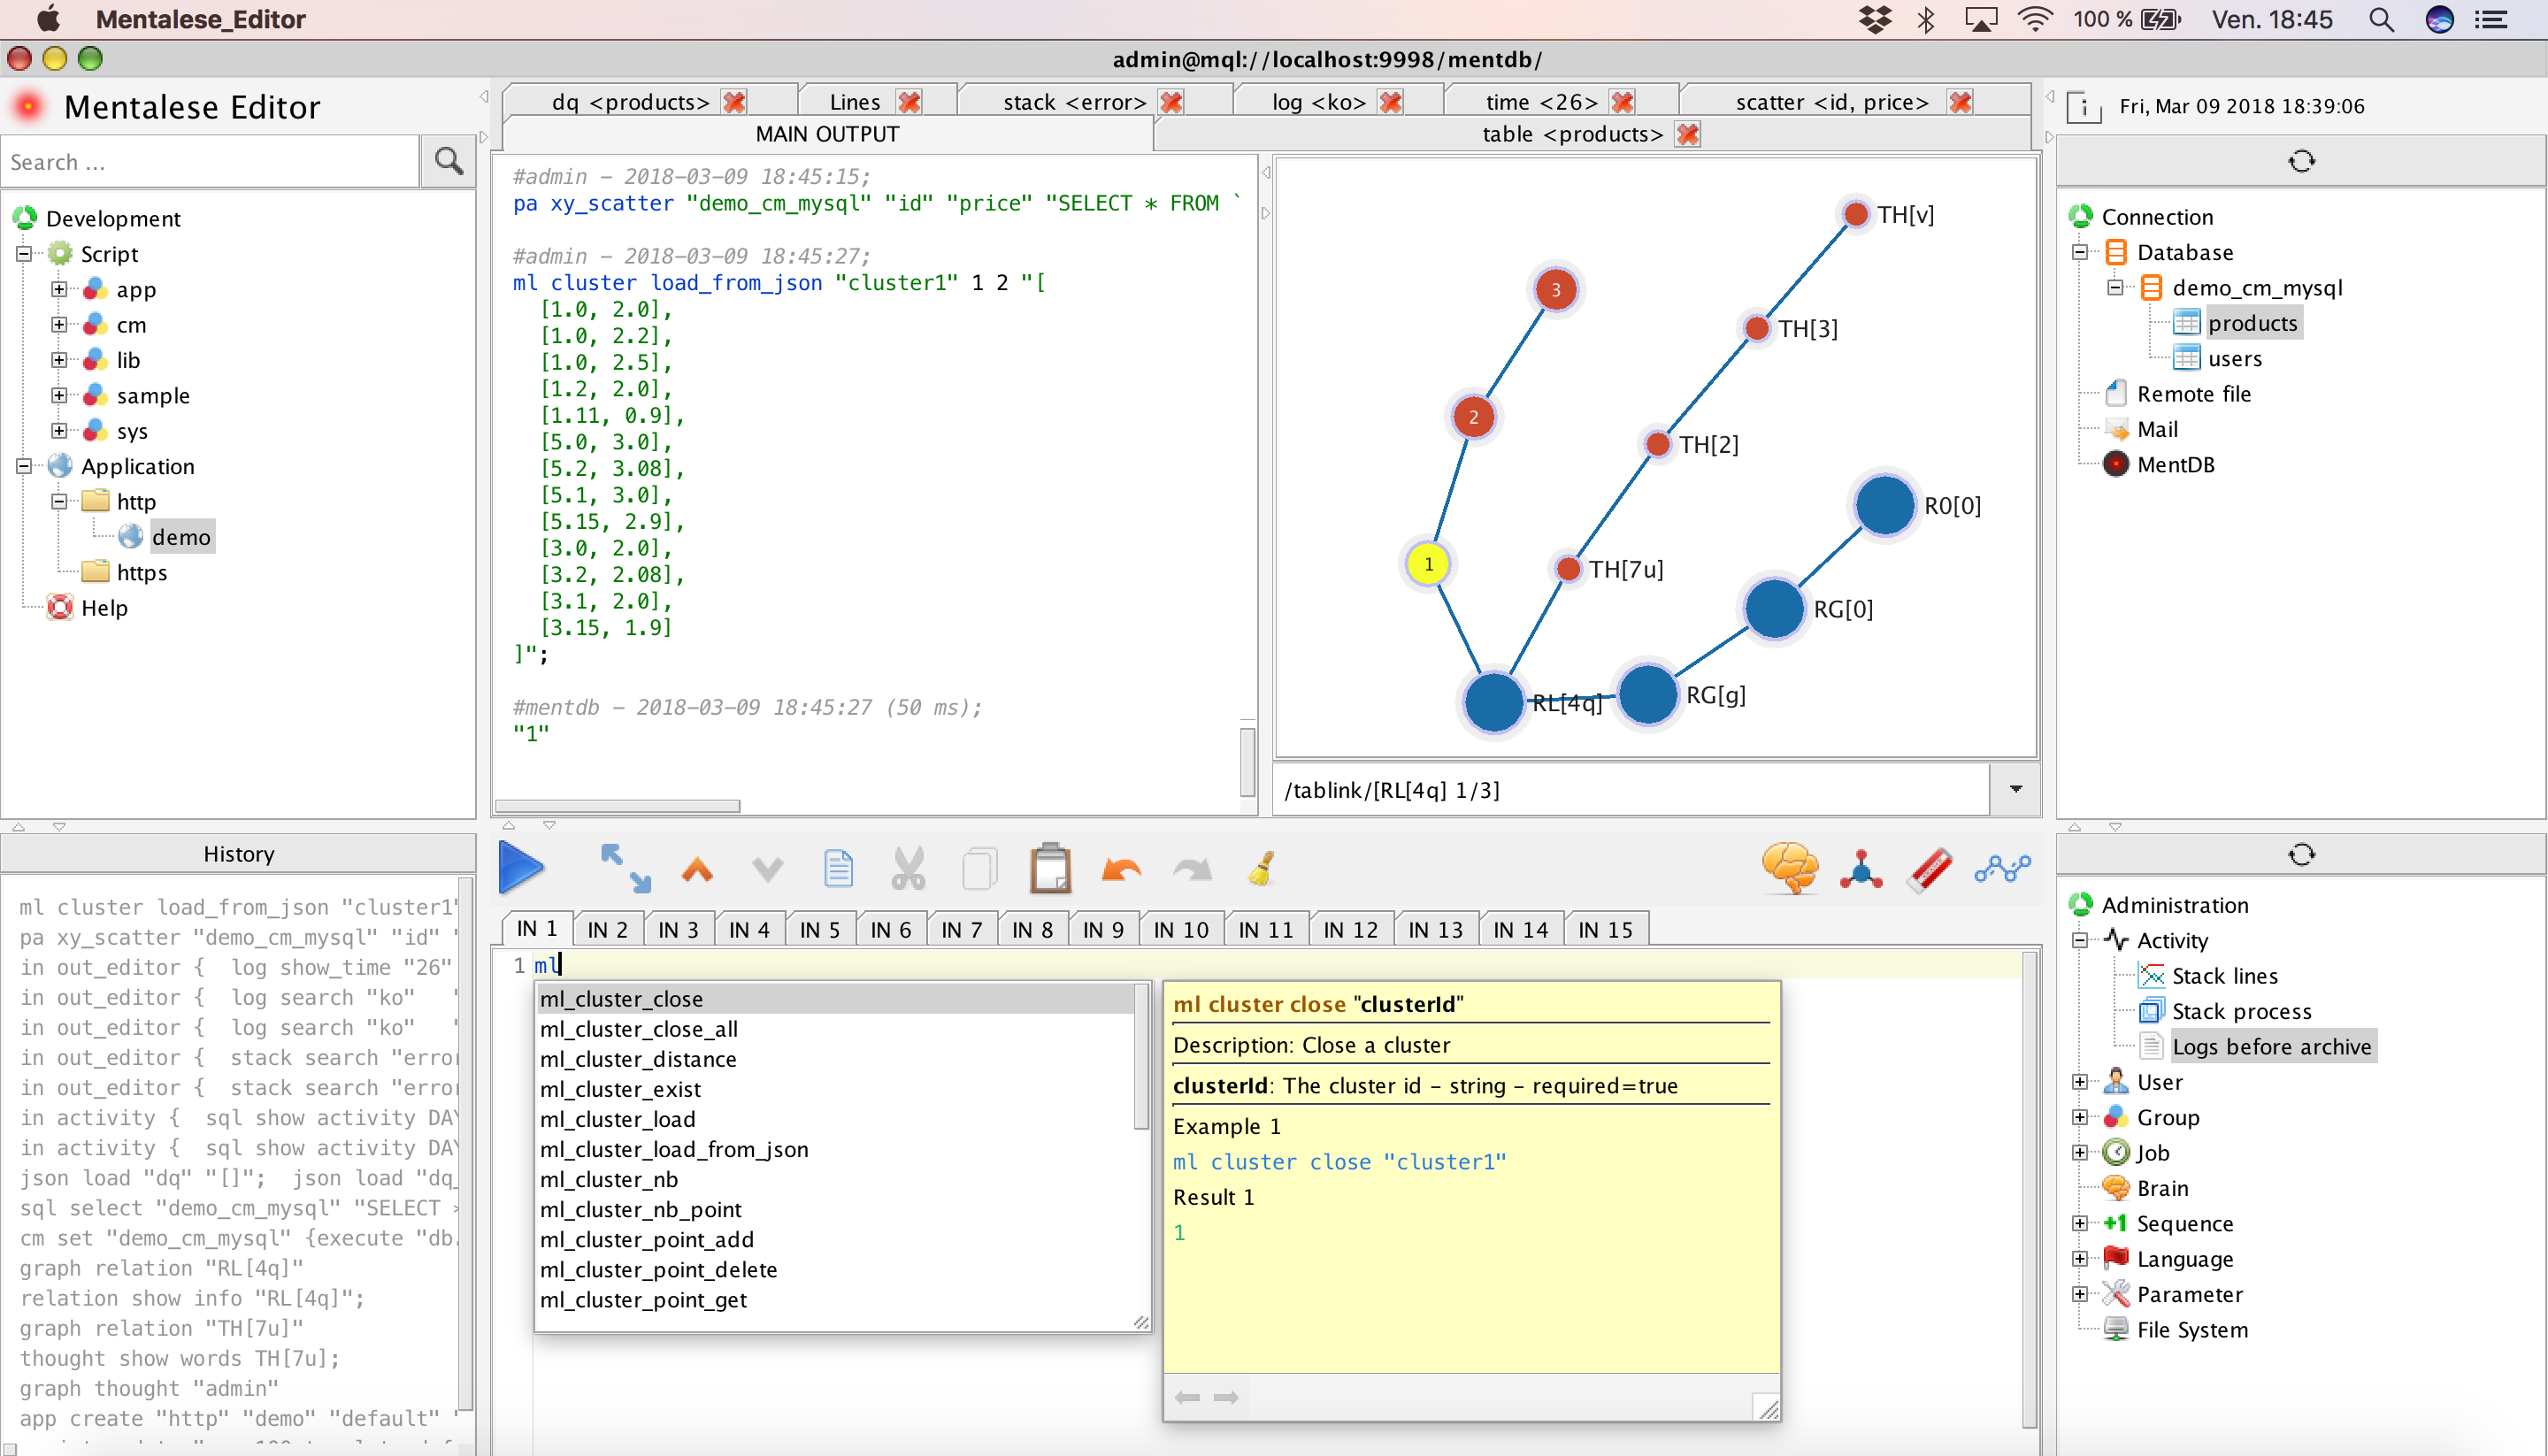 Mentalese_Editor
100 %
Ven. 18:45
admin@mql://localhost:9998/mentdb/
Mentalese Editor
Search ...
Development
Script
app
cm
lib
sample
sys
Application
http
demo
https
Help
dq <products>
Lines
stack <error>
log <ko>
time <26>
scatter <id, price>
MAIN OUTPUT
table <products>
#admin - 2018-03-09 18:45:15;
pa xy_scatter "demo_cm_mysql" "id" "price" "SELECT * FROM `
#admin - 2018-03-09 18:45:27;
ml cluster load_from_json "cluster1" 1 2 "[
[1.0, 2.0],
[1.0, 2.2],
[1.0, 2.5],
[1.2, 2.0],
[1.11, 0.9],
[5.0, 3.0],
[5.2, 3.08],
[5.1, 3.0],
[5.15, 2.9],
[3.0, 2.0],
[3.2, 2.08],
[3.1, 2.0],
[3.15, 1.9]
]";
#mentdb - 2018-03-09 18:45:27 (50 ms);
"1"
TH[v]
3
TH[3]
2
TH[2]
R0[0]
1
TH[7u]
RG[0]
RL[4q]
RG[g]
/tablink/[RL[4q] 1/3]
i
Fri, Mar 09 2018 18:39:06
Connection
Database
demo_cm_mysql
products
users
Remote file
Mail
MentDB
History
ml cluster load_from_json "cluster1"
pa xy_scatter "demo_cm_mysql" "id" "
in out_editor {  log show_time "26"
in out_editor {  log search "ko"   "
in out_editor {  log search "ko"   "
in out_editor {  stack search "error
in out_editor {  stack search "error
in activity {  sql show activity DAY
in activity {  sql show activity DAY
json load "dq" "[]";  json load "dq_
sql select "demo_cm_mysql" "SELECT *
cm set "demo_cm_mysql" {execute "db.
graph relation "RL[4q]"
relation show info "RL[4q]";
graph relation "TH[7u]"
thought show words TH[7u];
graph thought "admin"
app create "http" "demo" "default" "
IN 1
IN 2
IN 3
IN 4
IN 5
IN 6
IN 7
IN 8
IN 9
IN 10
IN 11
IN 12
IN 13
IN 14
IN 15
1 ml
ml_cluster_close
ml_cluster_close_all
ml_cluster_distance
ml_cluster_exist
ml_cluster_load
ml_cluster_load_from_json
ml_cluster_nb
ml_cluster_nb_point
ml_cluster_point_add
ml_cluster_point_delete
ml_cluster_point_get
ml cluster close "clusterId"
Description: Close a cluster
clusterId: The cluster id - string - required=true
Example 1
ml cluster close "cluster1"
Result 1
1
Administration
Activity
Stack lines
Stack process
Logs before archive
User
Group
Job
Brain
+1 Sequence
Language
Parameter
File System